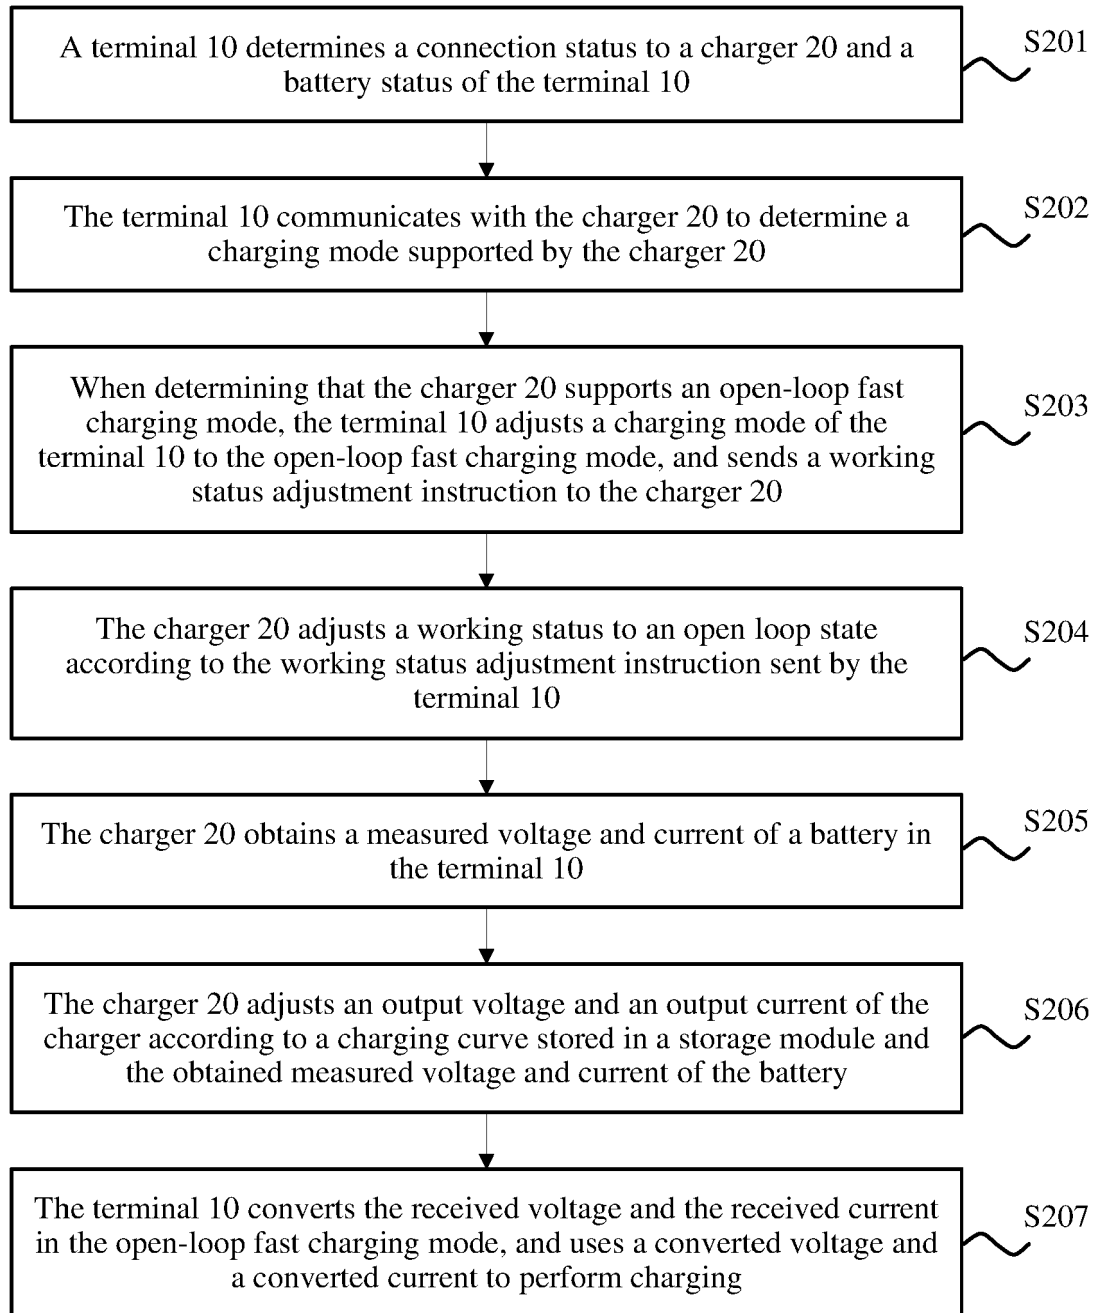 A terminal 10 determines a connection status to a charger 20 and a
battery status of the terminal 10
S201
The terminal 10 communicates with the charger 20 to determine a
charging mode supported by the charger 20
S202
When determining that the charger 20 supports an open-loop fast
charging mode, the terminal 10 adjusts a charging mode of the
terminal 10 to the open-loop fast charging mode, and sends a working
status adjustment instruction to the charger 20
S203
The charger 20 adjusts a working status to an open loop state
according to the working status adjustment instruction sent by the
terminal 10
S204
The charger 20 obtains a measured voltage and current of a battery in
the terminal 10
S205
The charger 20 adjusts an output voltage and an output current of the
charger according to a charging curve stored in a storage module and
the obtained measured voltage and current of the battery
S206
The terminal 10 converts the received voltage and the received current
in the open-loop fast charging mode, and uses a converted voltage and
a converted current to perform charging
S207